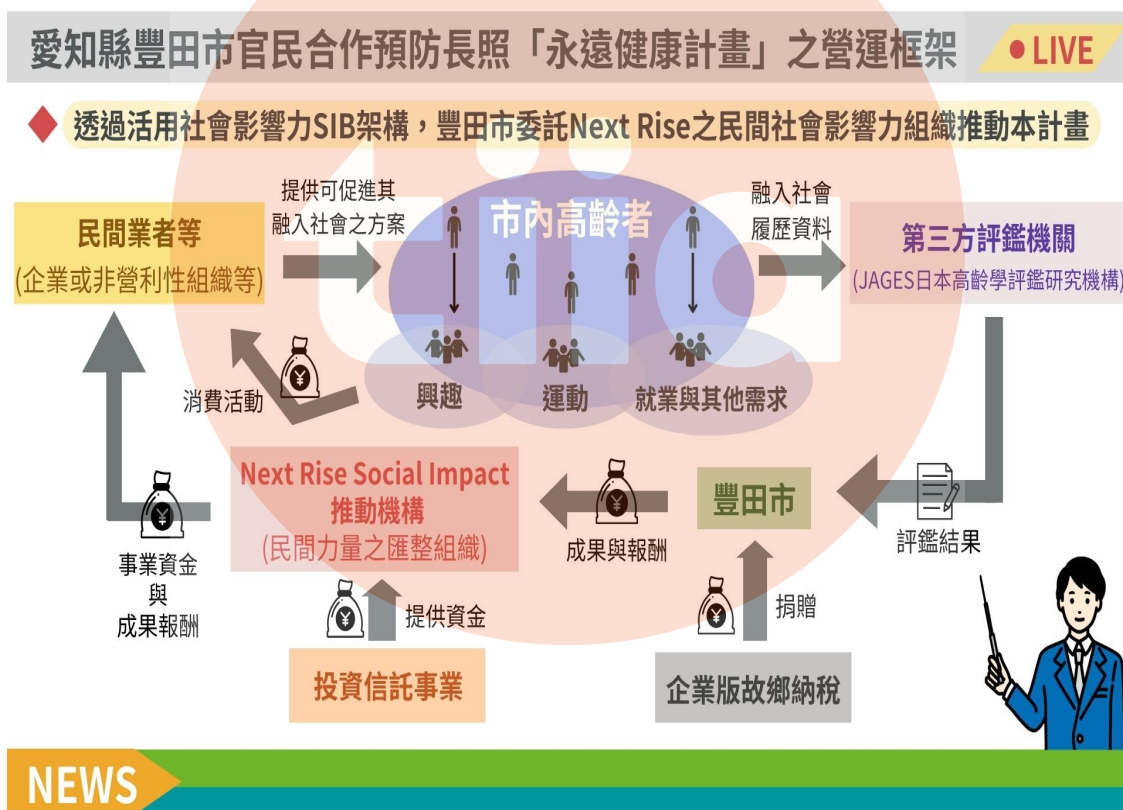 愛知縣豐田市官民合作預防長照「永遠健康計畫」之營運框架
LIVE
透過活用社會影響力SIB架構，豐田市委託Next Rise之民間社會影響力組織推動本計畫
民間業者等
(企業或非營利性組織等)
提供可促進其
融入社會之方案
市內高齡者
融入社會
履歷資料
第三方評鑑機關
(JAGES日本高齡學評鑑研究機構)
興趣
運動
就業與其他需求
消費活動
¥
tiia
Next Rise Social Impact
推動機構
(民間力量之匯整組織)
¥
成果與報酬
豐田市
評鑑結果
¥
事業資金
與
成果報酬
¥
提供資金
¥
捐贈
投資信託事業
企業版故鄉納稅
NEWS